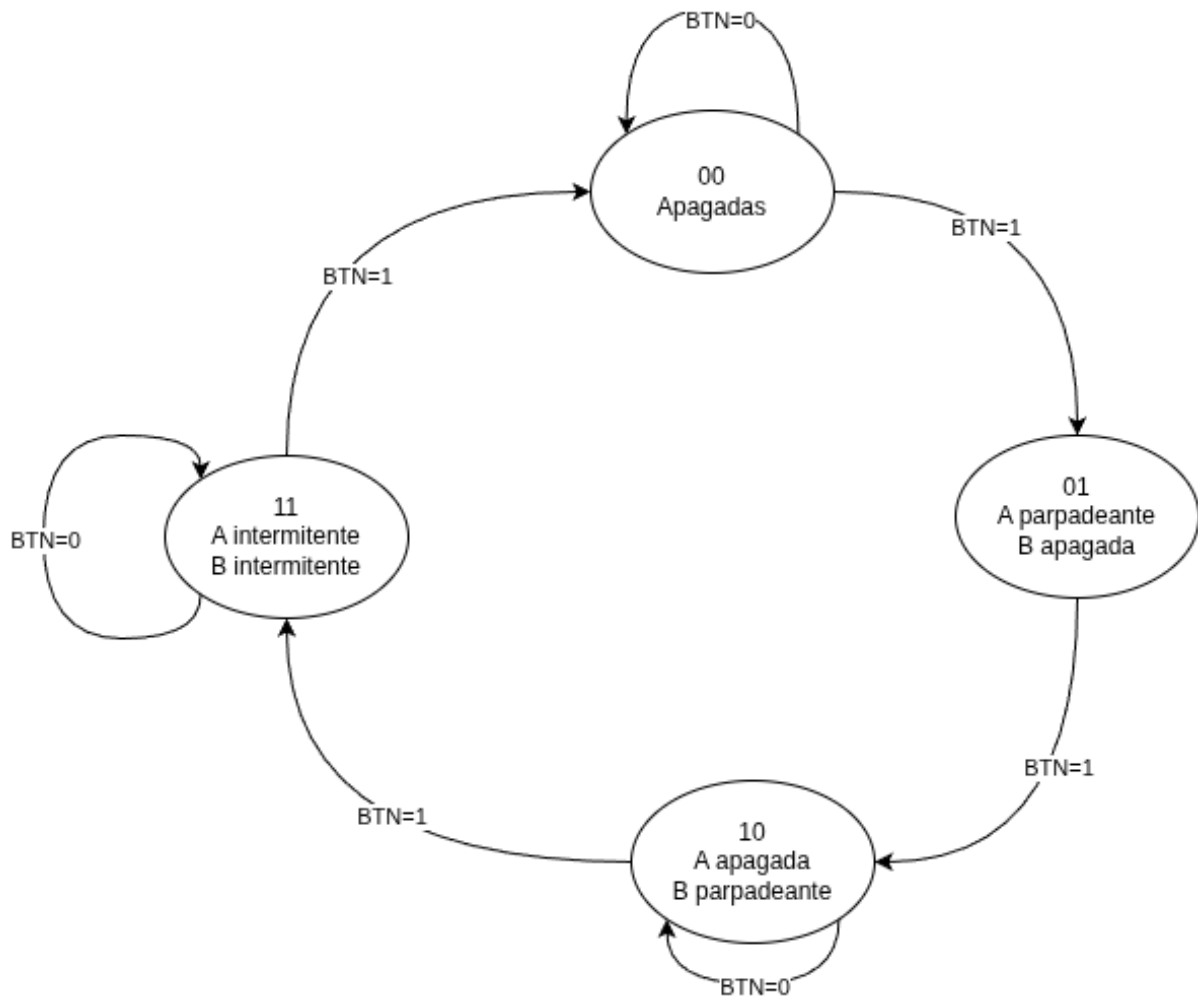 BTN=0
00
Apagadas
BTN=1
BTN=1
01
A parpadeante
B apagada
11
A intermitente
B intermitente
BTN=0
BTN=1
BTN=1
10
A apagada
B parpadeante
BTN=0